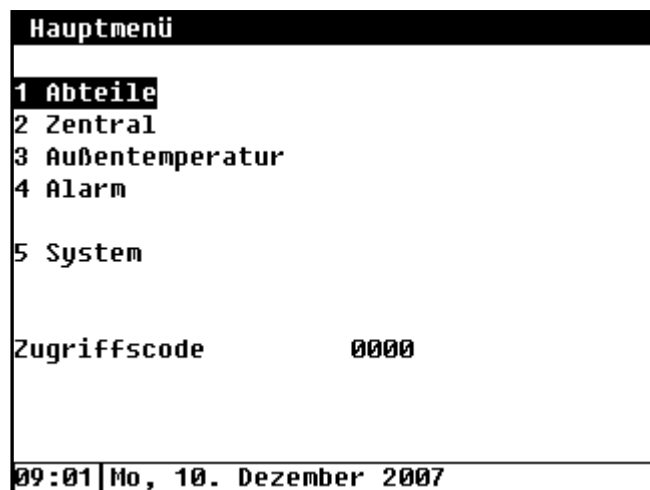 Hauptmenü
1 Abteile
2 Zentral
3 Außentemperatur
4 Alarm
5 System
Zugriffscode 0000
09:01 Mo, 10. Dezember 2007